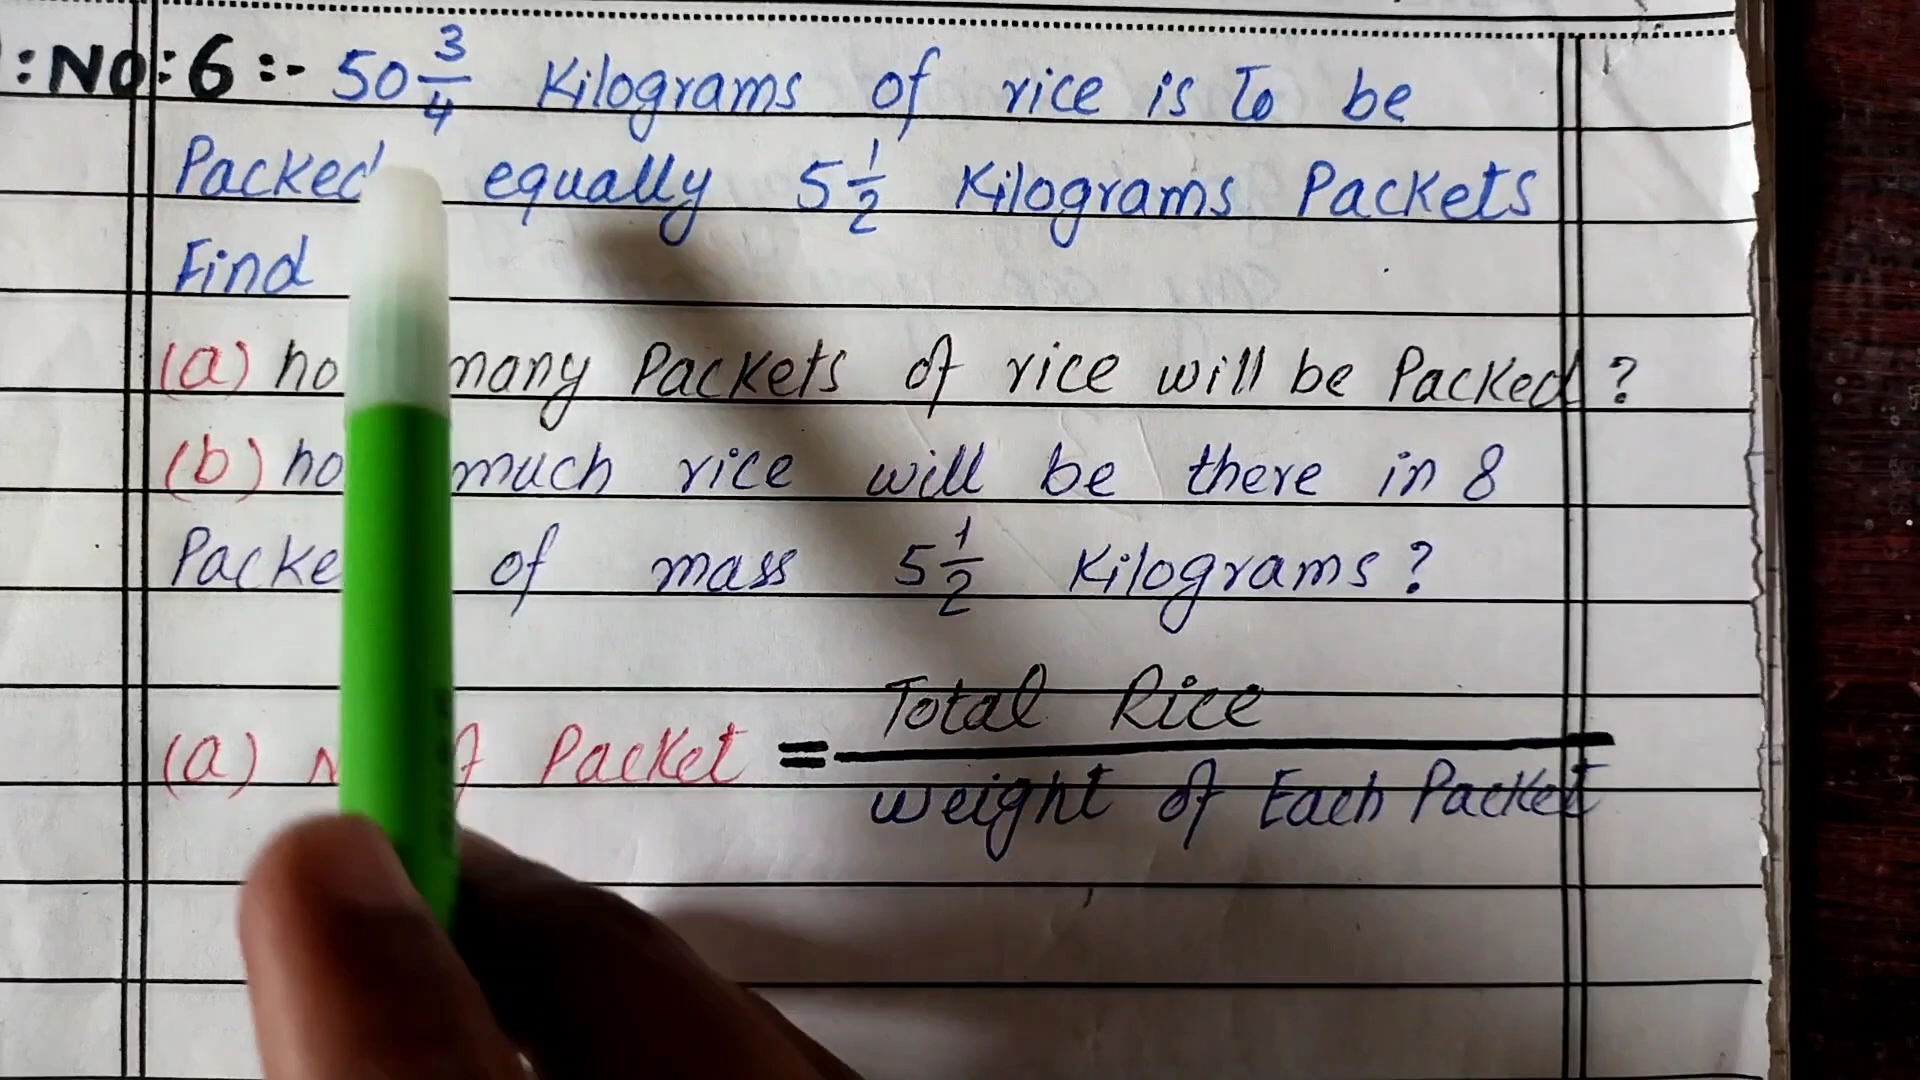 :NO:6:- 50 3/4 Kilograms of rice is To be
Packed equally 5 1/2 Kilograms Packets
Find
(a) ho many Packets of rice will be Packed?
(b) ho much rice will be there in 8
Packe of mass 5 1/2 Kilograms?
(a) Packet = Total Rice
weight of Each Packet